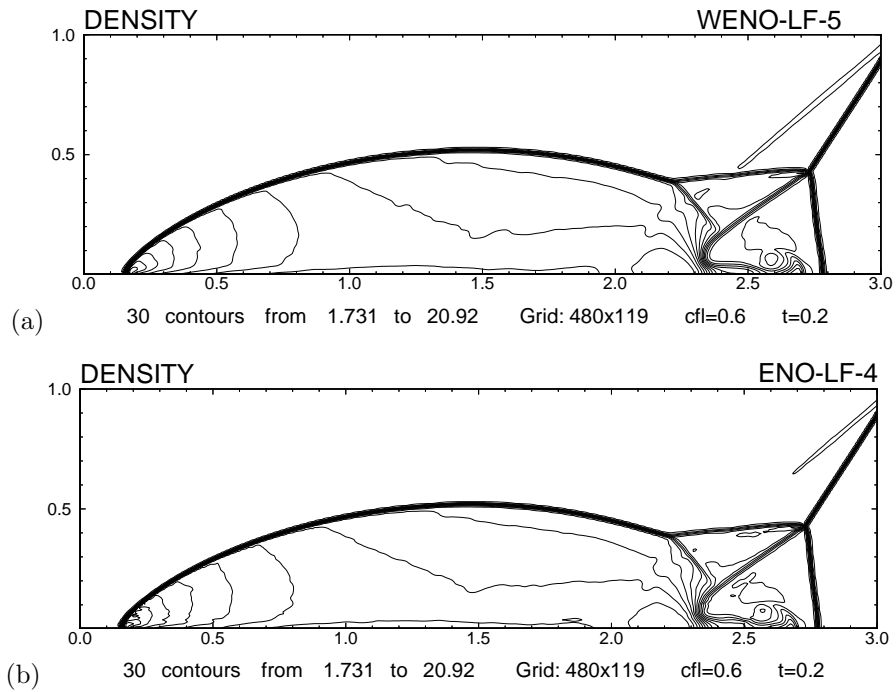 DENSITY WENO-LF-5
1.0
0.5
0.0 0.5 1.0 1.5 2.0 2.5 3.0
(a) 30 contours from 1.731 to 20.92 Grid: 480x119 cfl=0.6 t=0.2
DENSITY ENO-LF-4
1.0
0.5
0.0 0.5 1.0 1.5 2.0 2.5 3.0
(b) 30 contours from 1.731 to 20.92 Grid: 480x119 cfl=0.6 t=0.2